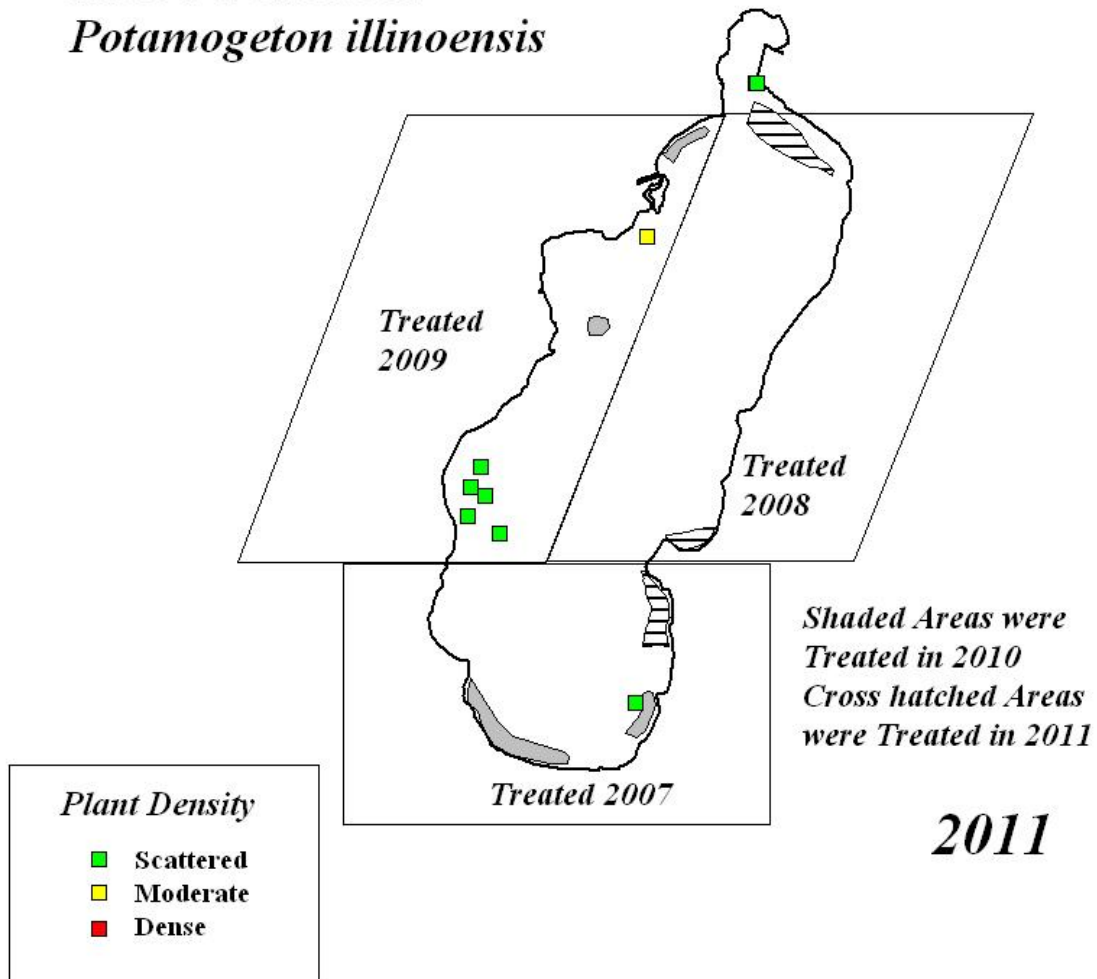 Potamogeton illinoensis
Treated
2009
Treated
2008
Shaded Areas were
Treated in 2010
Cross hatched Areas
were Treated in 2011
Treated 2007
2011
Plant Density
Scattered
Moderate
Dense